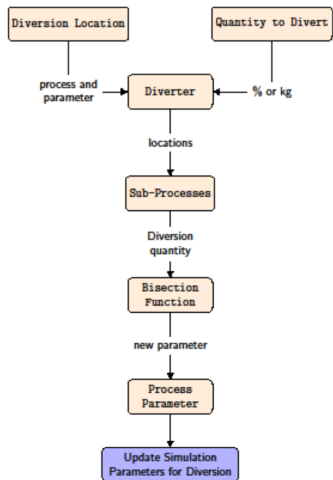 Diversion Location
Quantity to Divert
process and
parameter
Diverter
% or kg
locations
Sub-Processes
Diversion
quantity
Bisection
Function
new parameter
Process
Parameter
Update Simulation
Parameters for Diversion